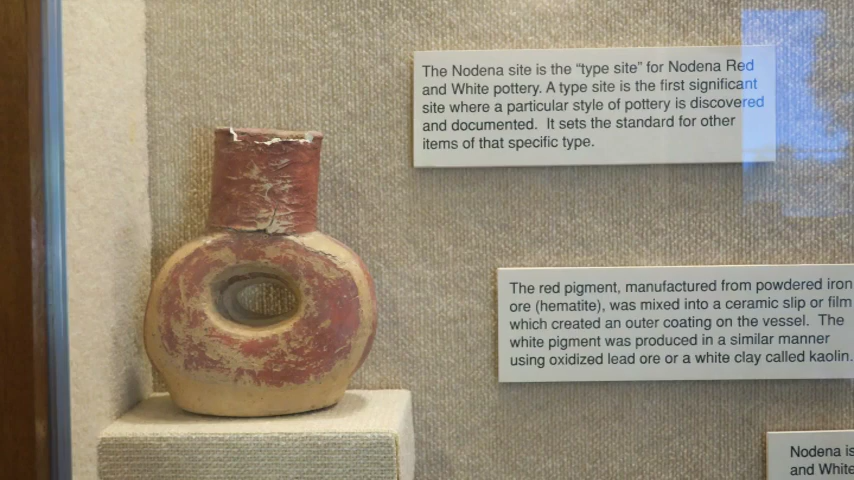 The Nodena site is the “type site” for Nodena Red
and White pottery. A type site is the first significant
site where a particular style of pottery is discovered
and documented. It sets the standard for other
items of that specific type.
The red pigment, manufactured from powdered iron
ore (hematite), was mixed into a ceramic slip or film
which created an outer coating on the vessel. The
white pigment was produced in a similar manner
using oxidized lead ore or a white clay called kaolin.
Nodena is
and White